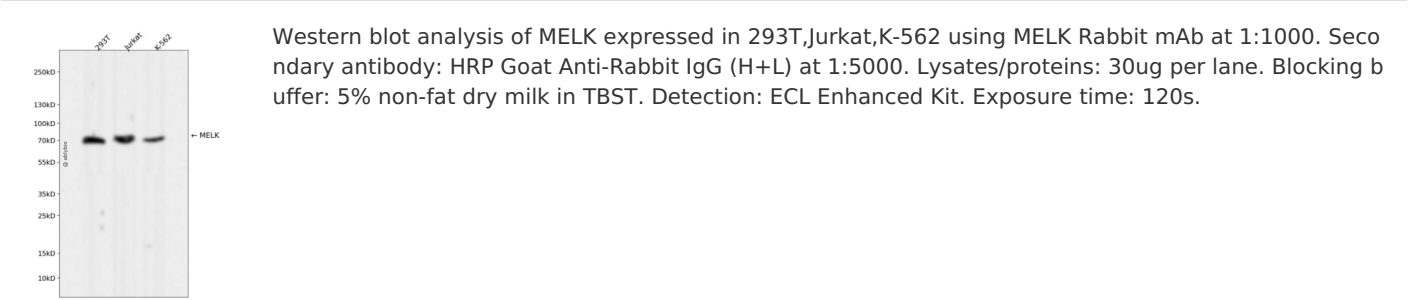 293T Jurkat K-562
Western blot analysis of MELK expressed in 293T,Jurkat,K-562 using MELK Rabbit mAb at 1:1000. Seco
ndary antibody: HRP Goat Anti-Rabbit IgG (H+L) at 1:5000. Lysates/proteins: 30ug per lane. Blocking b
uffer: 5% non-fat dry milk in TBST. Detection: ECL Enhanced Kit. Exposure time: 120s.
250kD
130kD
100kD
70kD
← MELK
55kD
35kD
25kD
15kD
10kD